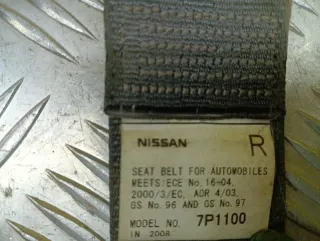 NISSAN
R
SEAT BELT FOR AUTOMOBILES
MEETS:ECE No. 16-04,
2000/3/EC, ADR 4/03,
GS No. 96 AND GS No. 97
MODEL NO. 7P1100
IN 2008